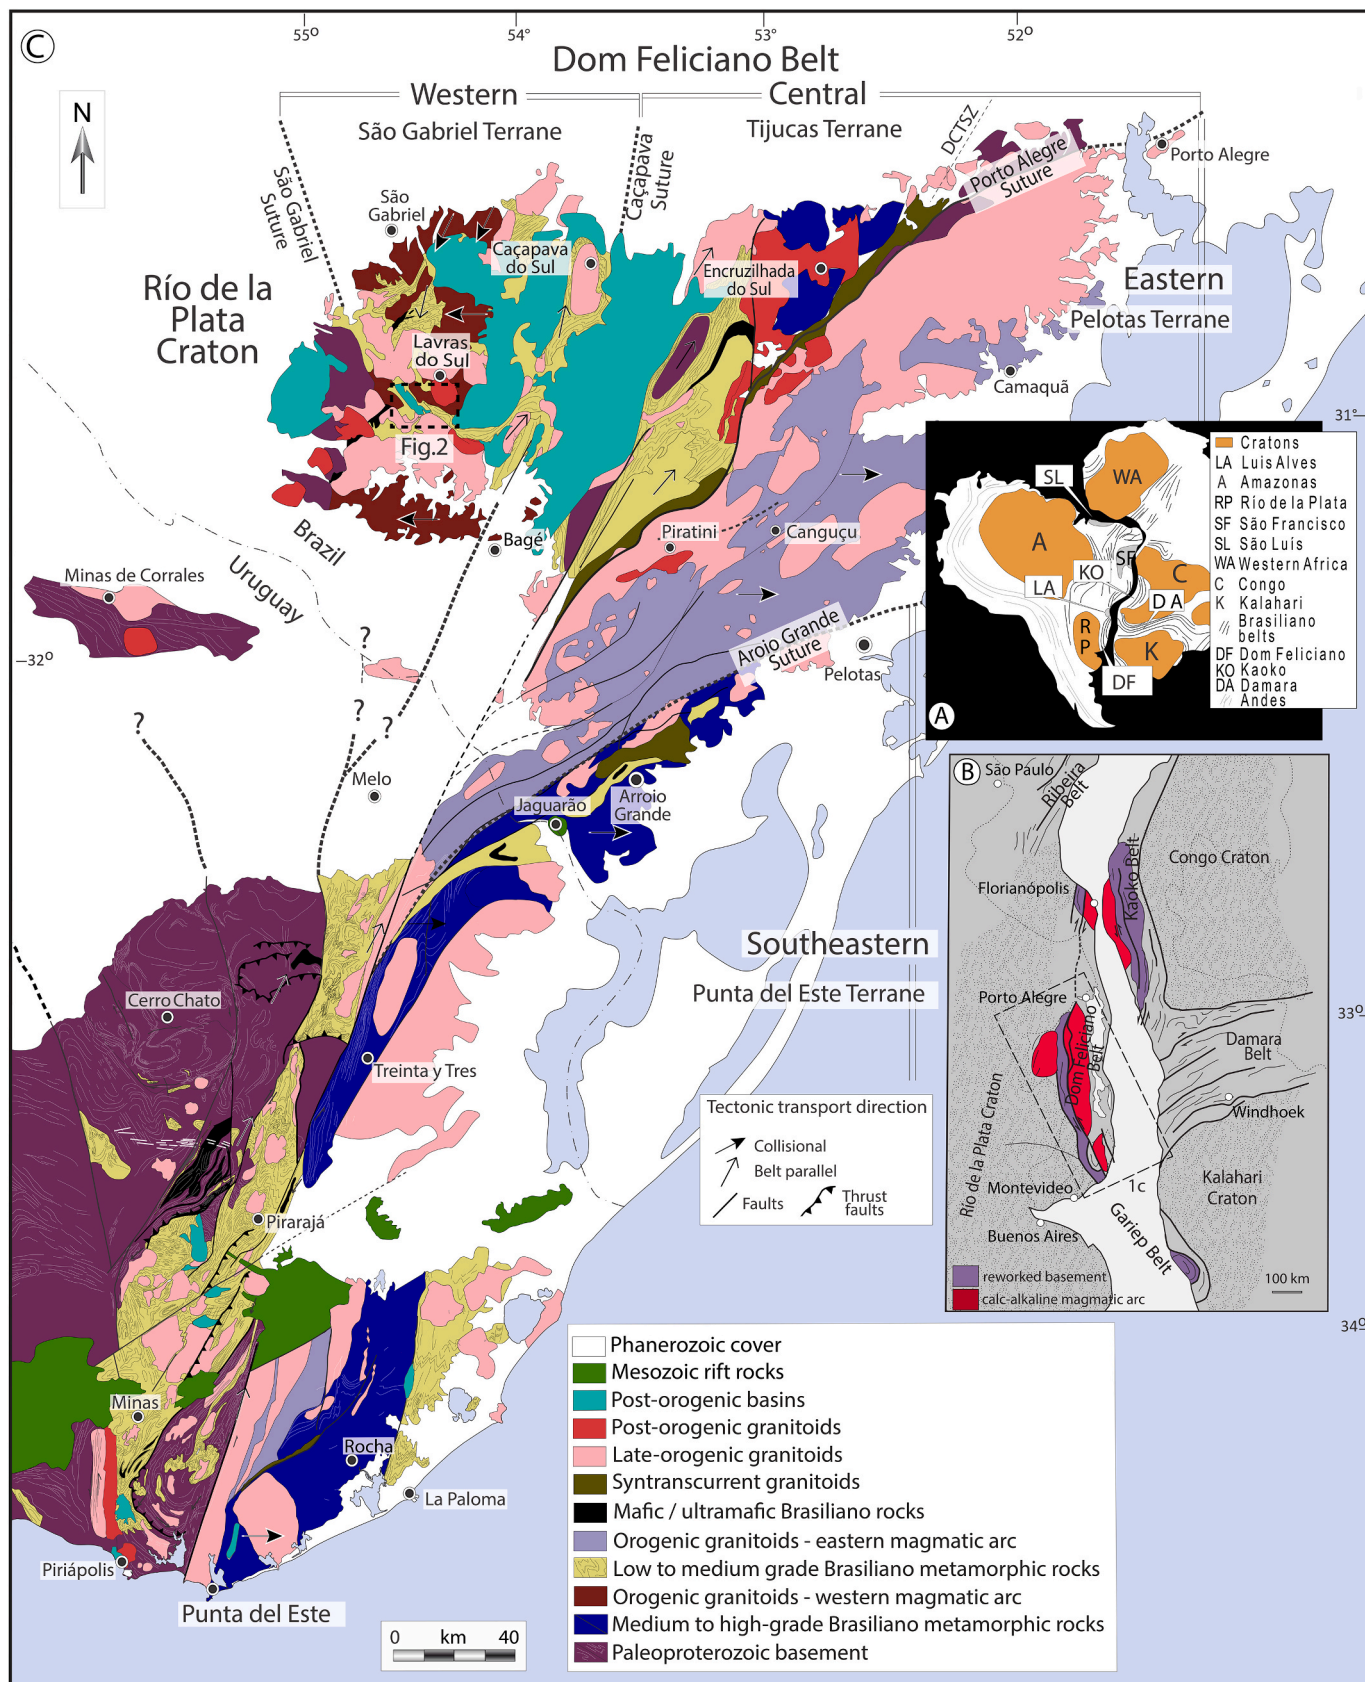 C
55°
54°
53°
52°
Dom Feliciano Belt
N
Western
Central
São Gabriel Terrane
Tijucas Terrane
DCTSZ
Porto Alegre
Suture
Porto Alegre
São Gabriel
Suture
Caçapava
Suture
São
Gabriel
Caçapava
do Sul
Encruzilhada
do Sul
Río de la
Plata
Craton
Eastern
Pelotas Terrane
Lavras
do Sul
Camaquã
Fig.2
31°
Bagé
Piratini
Canguçu
Brazil
Uruguay
Minas de Corrales
32°
Aroio Grande
Suture
Pelotas
?
?
?
?
Melo
Jaguarão
Arroio
Grande
Southeastern
Punta del Este Terrane
Cerro Chato
Treinta y Tres
33°
Tectonic transport direction
Collisional
Belt parallel
Faults
Thrust
faults
Pirarajá
Minas
Rocha
La Paloma
Piriápolis
Punta del Este
34°
0 km 40
A
SL
WA
A
KO
SF
C
LA
D A
R
P
K
DF
Cratons
LA Luis Alves
A Amazonas
RP Río de la Plata
SF São Francisco
SL São Luís
WA Western Africa
C Congo
K Kalahari
Brasiliano
belts
DF Dom Feliciano
KO Kaoko
DA Damara
Andes
B
São Paulo
Ribeira
Belt
Congo Craton
Florianópolis
Kaoko Belt
Porto Alegre
Dom Feliciano
Belt
Damara
Belt
Windhoek
Río de la Plata Craton
Montevideo
1c
Kalahari
Craton
Buenos Aires
Gariep Belt
reworked basement
calc-alkaline magmatic arc
100 km
Phanerozoic cover
Mesozoic rift rocks
Post-orogenic basins
Post-orogenic granitoids
Late-orogenic granitoids
Syntranscurrent granitoids
Mafic / ultramafic Brasiliano rocks
Orogenic granitoids - eastern magmatic arc
Low to medium grade Brasiliano metamorphic rocks
Orogenic granitoids - western magmatic arc
Medium to high-grade Brasiliano metamorphic rocks
Paleoproterozoic basement